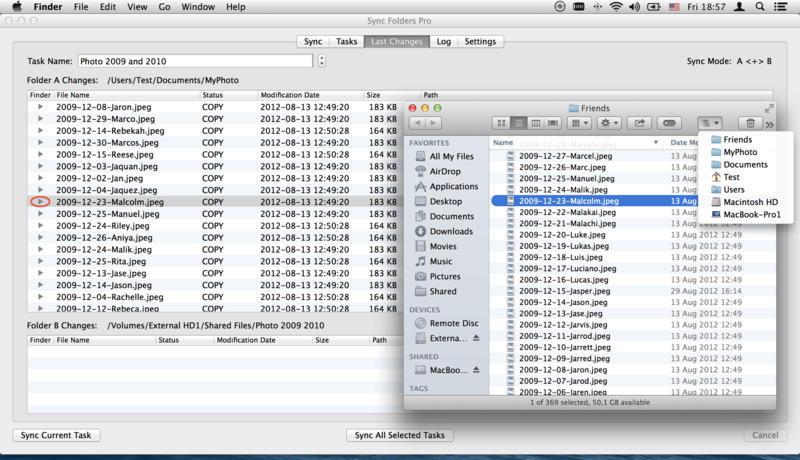 Finder File Edit View Go Window Help Fri 18:57
Sync Folders Pro
Sync Tasks Last Changes Log Settings
Task Name: Photo 2009 and 2010 Sync Mode: A <+> B
Folder A Changes: /Users/Test/Documents/MyPhoto
Finder File Name Status Modification Date Size Path
2009-12-08-Jaron.jpeg COPY 2012-08-13 12:49:20 183 KB
2009-12-29-Marco.jpeg COPY 2012-08-13 12:49:20 183 KB
2009-12-14-Rebekah.jpeg COPY 2012-08-13 12:50:28 164 KB
2009-12-30-Marcos.jpeg COPY 2012-08-13 12:49:20 183 KB
2009-12-15-Reese.jpeg COPY 2012-08-13 12:50:28 164 KB
2009-12-03-Jaquan.jpeg COPY 2012-08-13 12:49:20 183 KB
2009-12-02-Jan.jpeg COPY 2012-08-13 12:49:20 183 KB
2009-12-04-Jaquez.jpeg COPY 2012-08-13 12:49:20 183 KB
2009-12-23-Malcolm.jpeg COPY 2012-08-13 12:49:20 183 KB
2009-12-25-Manuel.jpeg COPY 2012-08-13 12:49:20 183 KB
2009-12-24-Riley.jpeg COPY 2012-08-13 12:50:28 164 KB
2009-12-26-Aniya.jpeg COPY 2012-08-13 12:50:28 164 KB
2009-12-24-Malik.jpeg COPY 2012-08-13 12:49:20 183 KB
2009-12-25-Rita.jpeg COPY 2012-08-13 12:50:28 164 KB
2009-12-13-Jase.jpeg COPY 2012-08-13 12:49:20 183 KB
2009-12-14-Jason.jpeg COPY 2012-08-13 12:49:20 183 KB
2009-12-04-Rachelle.jpeg COPY 2012-08-13 12:50:28 164 KB
2009-12-12-Rebeca.jpeg COPY 2012-08-13 12:50:28 164 KB
Folder B Changes: /Volumes/External HD1/Shared Files/Photo 2009 2010
Finder File Name Status Modification Date Size Path
Sync Current Task Sync All Selected Tasks Cancel
Friends
FAVORITES
All My Files
AirDrop
Applications
Desktop
Documents
Downloads
Movies
Music
Pictures
Shared
DEVICES
Remote Disc
Externa...
SHARED
MacBoo...
TAGS
Name Date Mo
2009-12-27-Marcel.jpeg 13 Aug
2009-12-26-Marc.jpeg 13 Aug
2009-12-25-Manuel.jpeg 13 Aug
2009-12-24-Malik.jpeg 13 Aug
2009-12-23-Malcolm.jpeg 13 Aug
2009-12-22-Malakai.jpeg 13 Aug
2009-12-21-Malachi.jpeg 13 Aug 2012 12:49
2009-12-20-Luke.jpeg 13 Aug 2012 12:49
2009-12-19-Lukas.jpeg 13 Aug 2012 12:49
2009-12-18-Luis.jpeg 13 Aug 2012 12:49
2009-12-17-Luciano.jpeg 13 Aug 2012 12:49
2009-12-16-Lucas.jpeg 13 Aug 2012 12:49
2009-12-15-Jasper.jpeg 29 Aug 2012 16:14
2009-12-14-Jason.jpeg 13 Aug 2012 12:49
2009-12-13-Jase.jpeg 13 Aug 2012 12:49
2009-12-12-Jarvis.jpeg 13 Aug 2012 12:49
2009-12-11-Jarrod.jpeg 13 Aug 2012 12:49
2009-12-10-Jarrett.jpeg 13 Aug 2012 12:49
2009-12-09-Jarred.jpeg 13 Aug 2012 12:49
2009-12-08-Jaron.jpeg 13 Aug 2012 12:49
2009-12-07-Jarod.jpeg 13 Aug 2012 12:49
2009-12-06-Jaren.jpeg 13 Aug 2012 12:49
1 of 369 selected, 50,1 GB available
Friends
MyPhoto
Documents
Test
Users
Macintosh HD
MacBook-Pro1